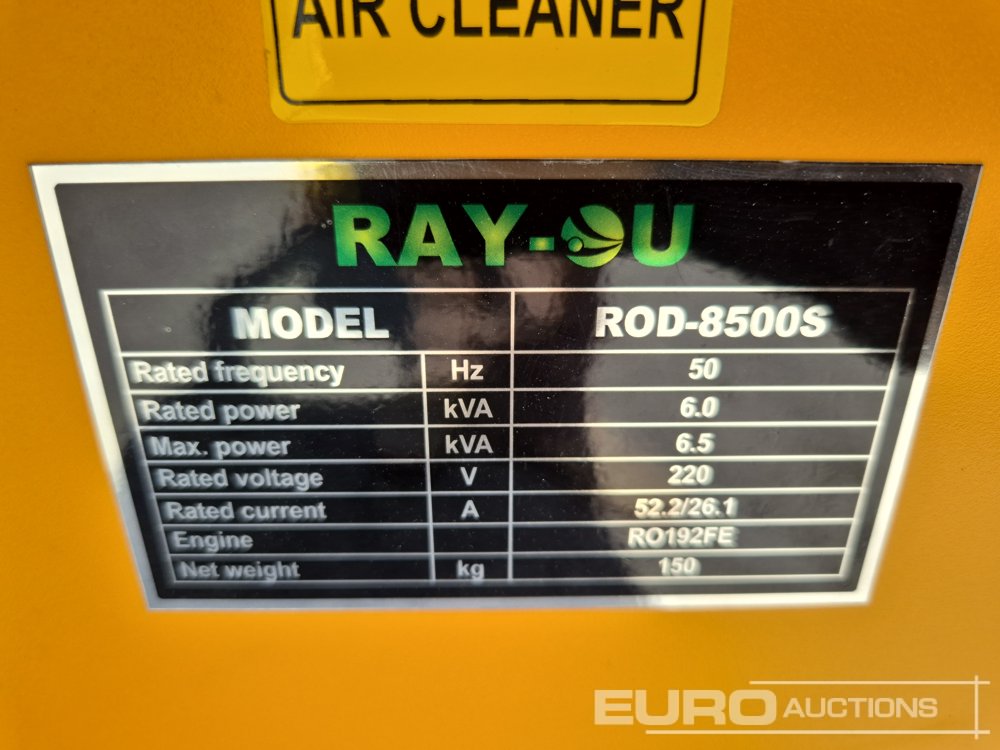 AIR CLEANER
RAY-OU
MODEL ROD-8500S
Rated frequency Hz 50
Rated power kVA 6.0
Max. power kVA 6.5
Rated voltage V 220
Rated current A 52.2/26.1
Engine RO192FE
Net weight kg 150
EURO AUCTIONS